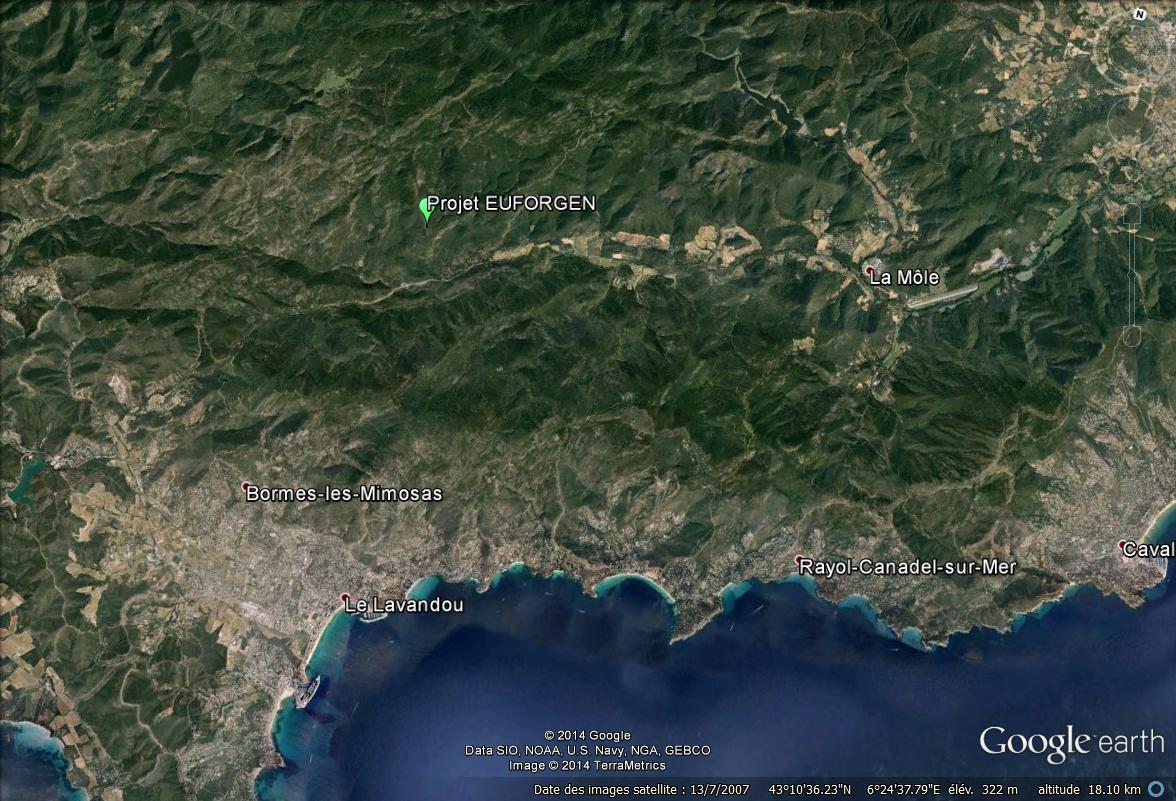 N
Projet EUFORGEN
La Môle
Bormes-les-Mimosas
Caval
Rayol-Canadel-sur-Mer
Le Lavandou
© 2014 Google
Data SIO, NOAA, U.S. Navy, NGA, GEBCO
Image © 2014 TerraMetrics
Google earth
Date des images satellite : 13/7/2007 43°10'36.23"N 6°24'37.79"E élév. 322 m altitude 18.10 km